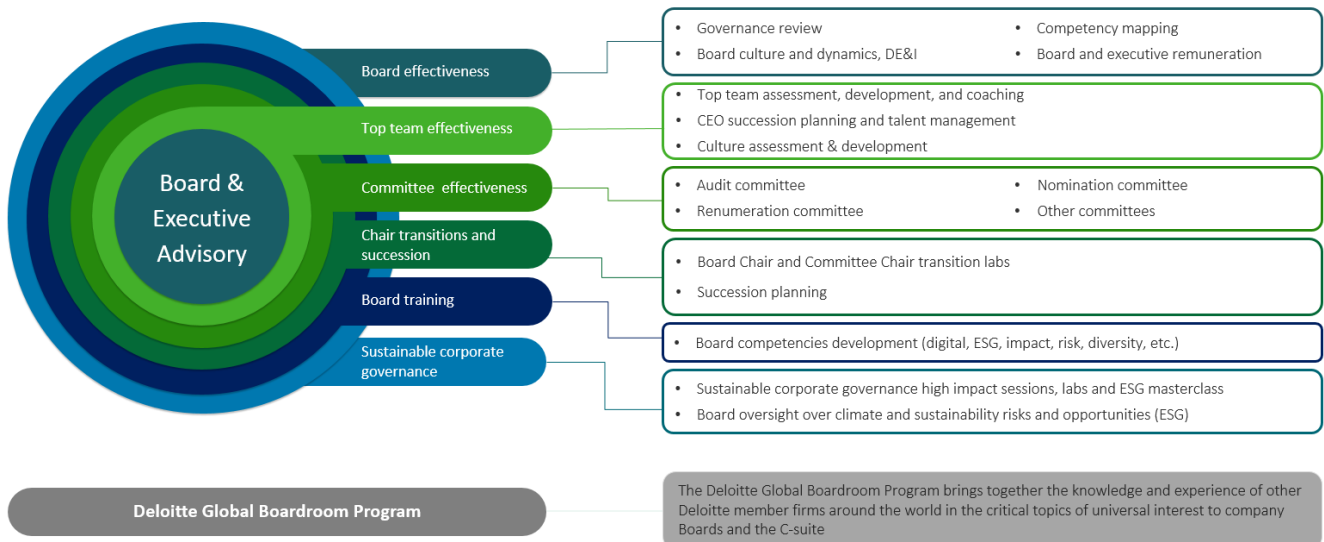 Board &
Executive
Advisory
Board effectiveness
• Governance review
• Competency mapping
• Board culture and dynamics, DE&I
• Board and executive remuneration
Top team effectiveness
• Top team assessment, development, and coaching
• CEO succession planning and talent management
• Culture assessment & development
Committee effectiveness
• Audit committee
• Nomination committee
• Renumeration committee
• Other committees
Chair transitions and
succession
• Board Chair and Committee Chair transition labs
• Succession planning
Board training
• Board competencies development (digital, ESG, impact, risk, diversity, etc.)
Sustainable corporate
governance
• Sustainable corporate governance high impact sessions, labs and ESG masterclass
• Board oversight over climate and sustainability risks and opportunities (ESG)
Deloitte Global Boardroom Program
The Deloitte Global Boardroom Program brings together the knowledge and experience of other
Deloitte member firms around the world in the critical topics of universal interest to company
Boards and the C-suite